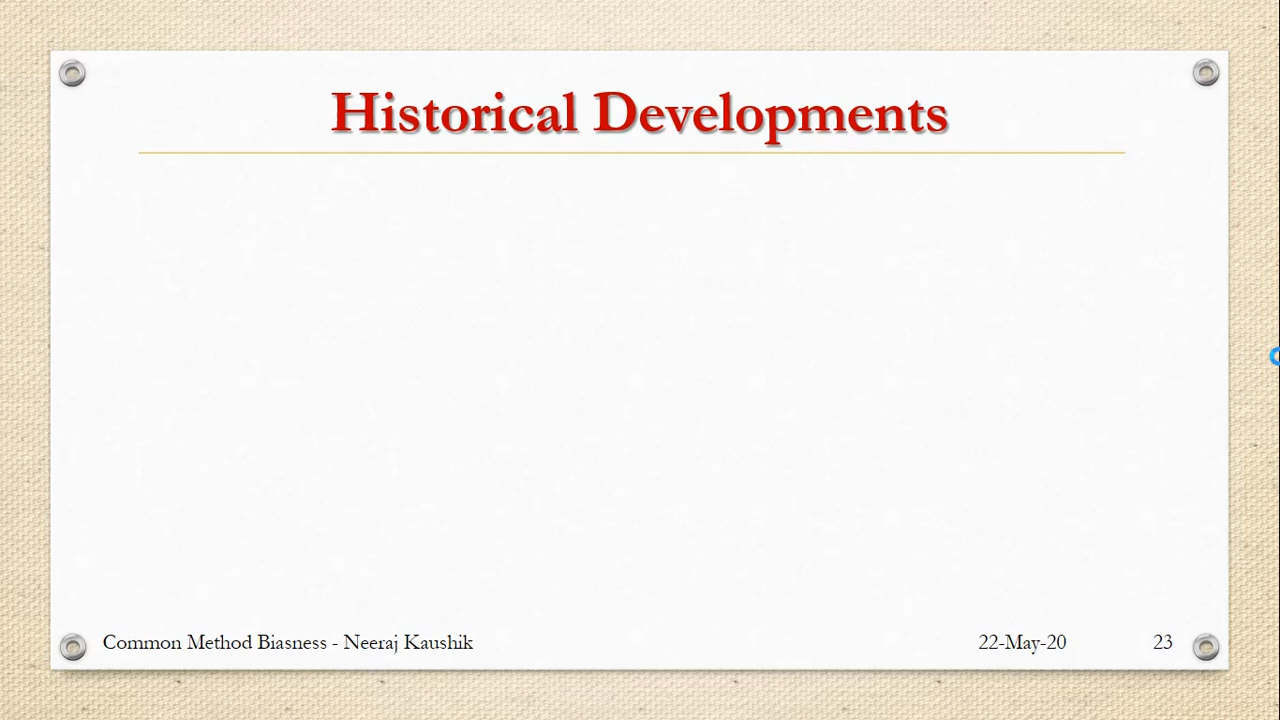 Historical Developments
Common Method Biasness - Neeraj Kaushik
22-May-20
23